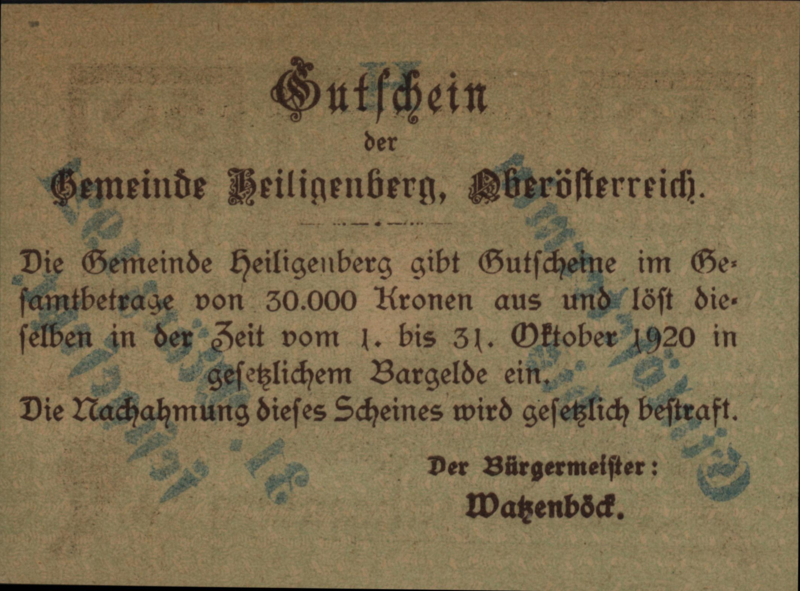 Gutschein
der
Gemeinde Heiligenberg, Oberösterreich.
Die Gemeinde Heiligenberg gibt Gutscheine im Ge-
samtbetrage von 30.000 Kronen aus und löst die-
selben in der Zeit vom 1. bis 31. Oktober 1920 in
gesetzlichem Bargelde ein.
Die Nachahmung dieses Scheines wird gesetzlich bestraft.
Der Bürgermeister:
Watzenböck.